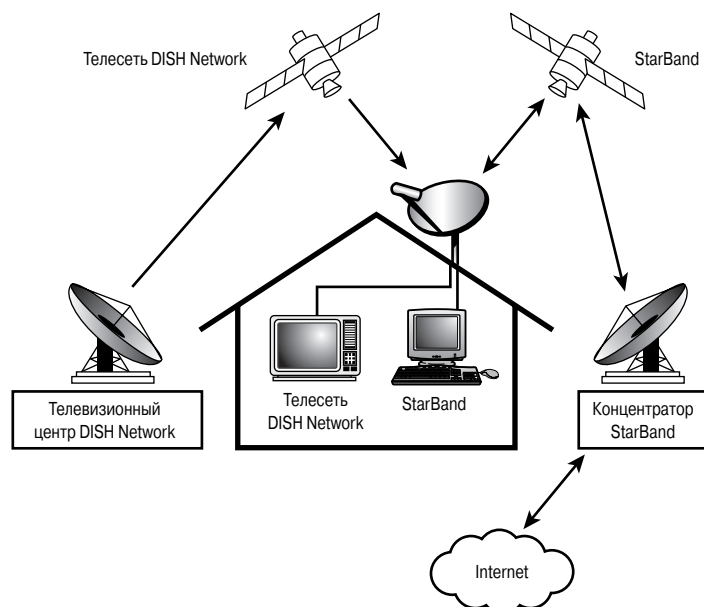 Телесеть DISH Network
StarBand
Телесеть
DISH Network
StarBand
Телевизионный
центр DISH Network
Концентратор
StarBand
Internet